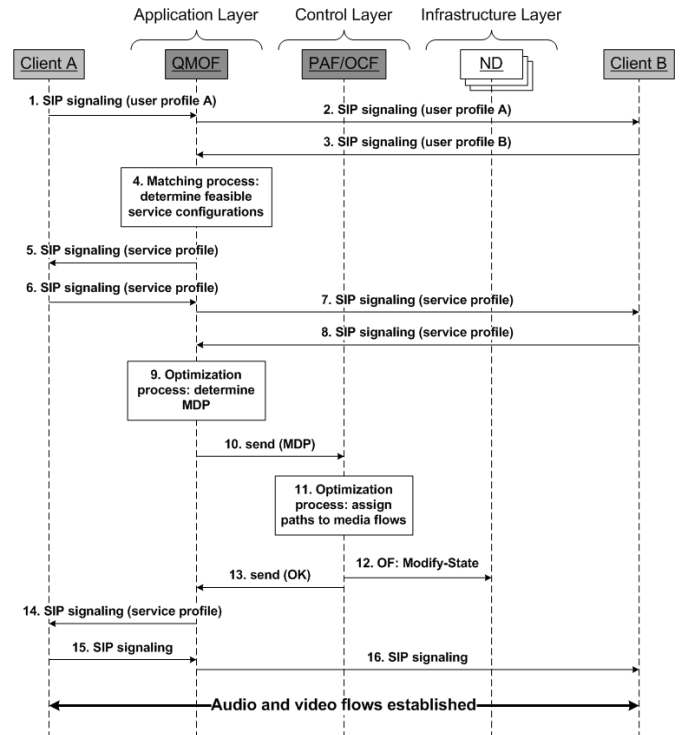 Application Layer
Control Layer
Infrastructure Layer
Client A
QMOF
PAF/OCF
ND
Client B
1. SIP signaling (user profile A)
2. SIP signaling (user profile A)
3. SIP signaling (user profile B)
4. Matching process:
determine feasible
service configurations
5. SIP signaling (service profile)
6. SIP signaling (service profile)
7. SIP signaling (service profile)
8. SIP signaling (service profile)
9. Optimization
process: determine
MDP
10. send (MDP)
11. Optimization
process: assign
paths to media flows
12. OF: Modify-State
13. send (OK)
14. SIP signaling (service profile)
15. SIP signaling
16. SIP signaling
Audio and video flows established